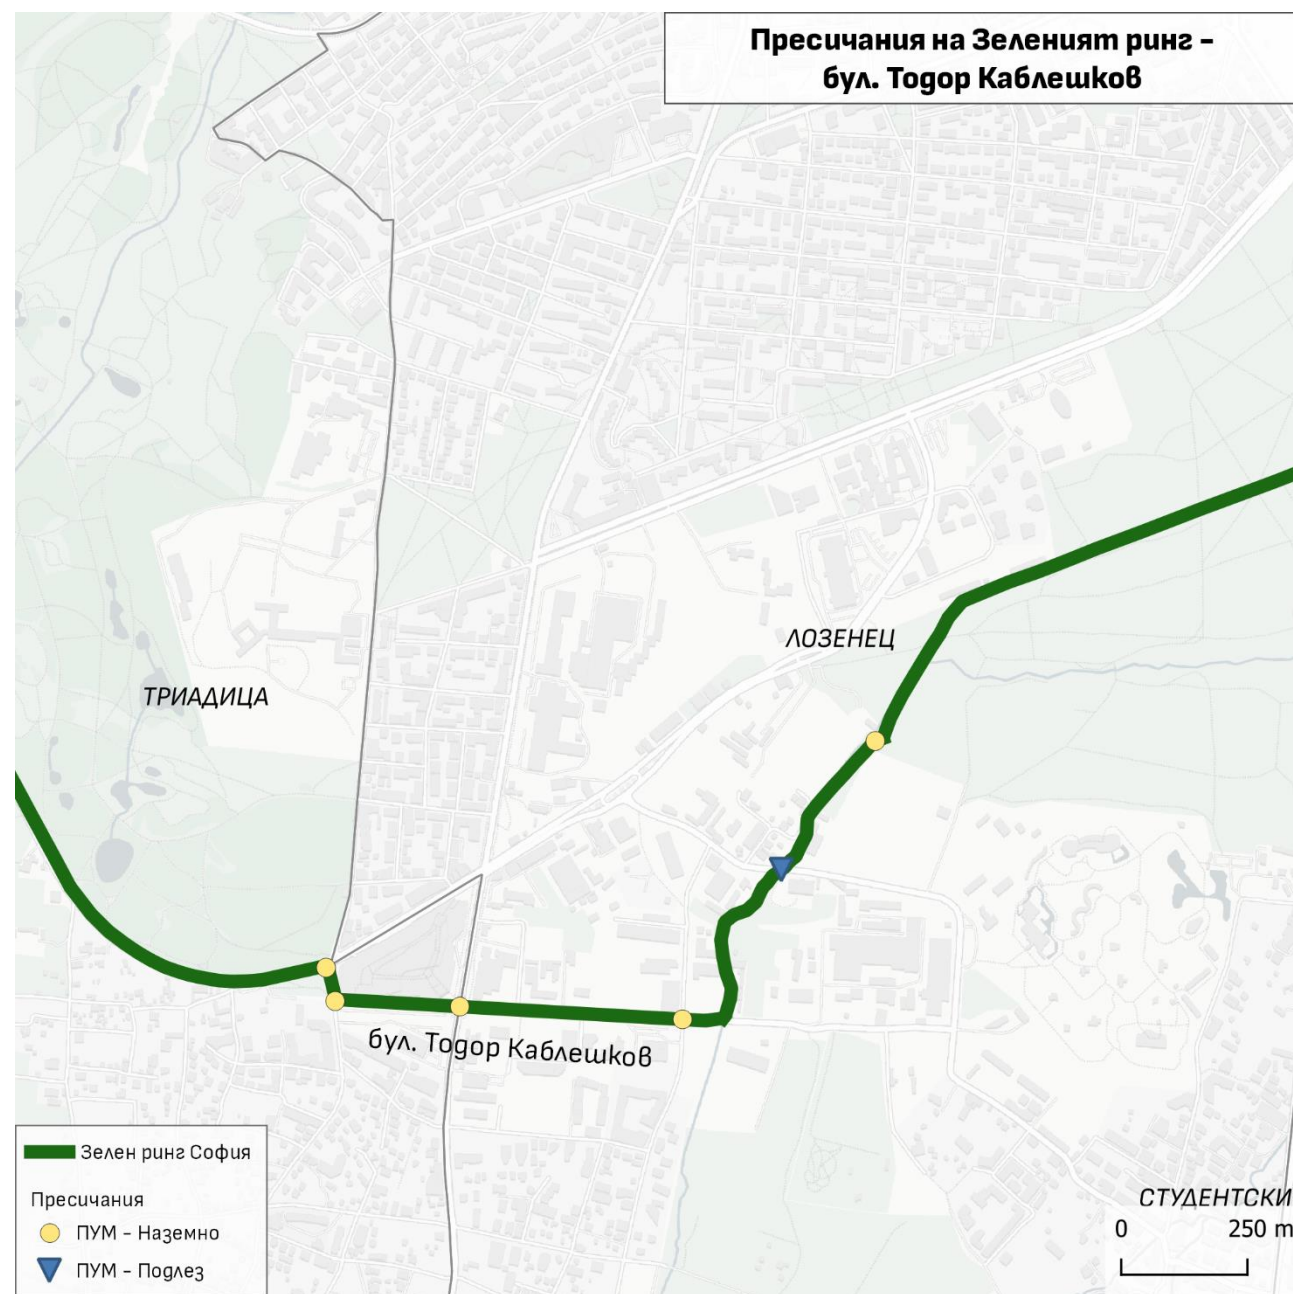 Пресичания на Зеленият ринг –
бул. Тодор Каблешков
ЛОЗЕНЕЦ
ТРИАДИЦА
бул. Тодор Каблешков
Зелен ринг София
Пресичания
ПУМ - Наземно
ПУМ - Подлез
СТУДЕНТСКИ
0 250 m